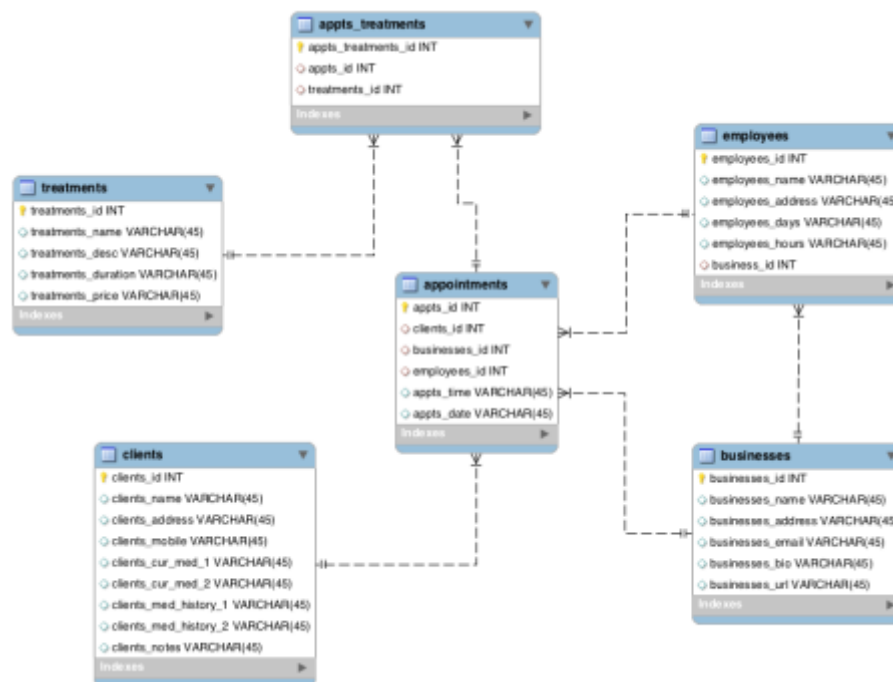 appts_treatments
appts_treatments_id INT
appts_id INT
treatments_id INT
Indexes
employees
employees_id INT
employees_name VARCHAR(45)
employees_address VARCHAR(45
employees_days VARCHAR(45)
employees_hours VARCHAR(45)
business_id INT
Indexes
treatments
treatments_id INT
treatments_name VARCHAR(45)
treatments_desc VARCHAR(45)
treatments_duration VARCHAR(45)
treatments_price VARCHAR(45)
Indexes
appointments
appts_id INT
clients_id INT
businesses_id INT
employees_id INT
appts_time VARCHAR(45)
appts_date VARCHAR(45)
Indexes
clients
clients_id INT
clients_name VARCHAR(45)
clients_address VARCHAR(45)
clients_mobile VARCHAR(45)
clients_cur_med_1 VARCHAR(45)
clients_cur_med_2 VARCHAR(45)
clients_med_history_1 VARCHAR(45)
clients_med_history_2 VARCHAR(45)
clients_notes VARCHAR(45)
Indexes
businesses
businesses_id INT
businesses_name VARCHAR(45)
businesses_address VARCHAR(45
businesses_email VARCHAR(45)
businesses_bio VARCHAR(45)
businesses_url VARCHAR(45)
Indexes